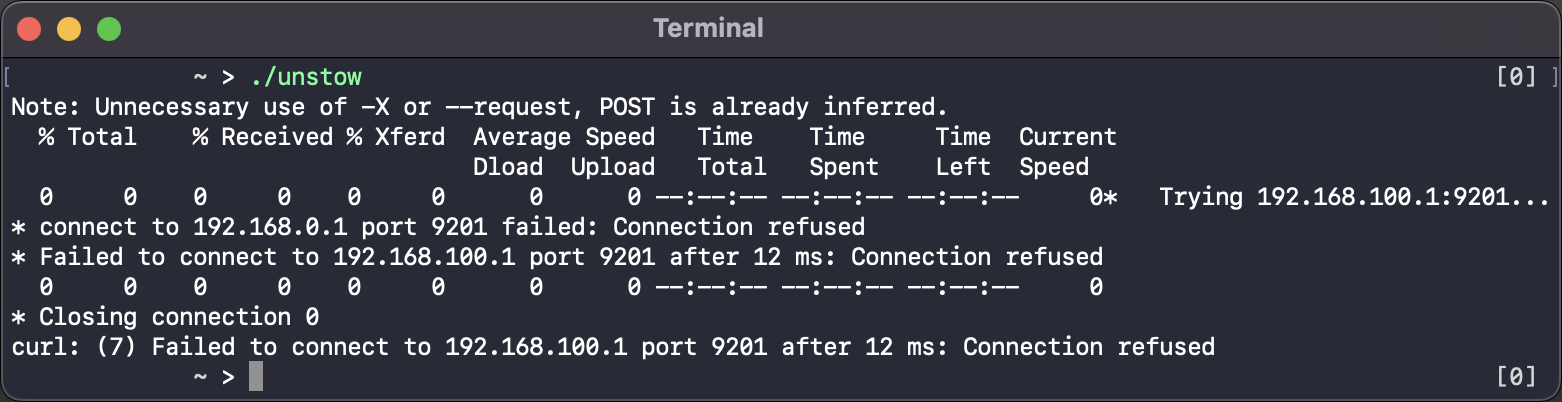 Terminal
[ ~ > ./unstow [0] ]
Note: Unnecessary use of -X or --request, POST is already inferred.
  % Total    % Received % Xferd  Average Speed   Time    Time     Time  Current
                                 Dload  Upload   Total   Spent    Left  Speed
  0     0    0     0    0     0      0      0 --:--:-- --:--:-- --:--:--     0*   Trying 192.168.100.1:9201...
* connect to 192.168.0.1 port 9201 failed: Connection refused
* Failed to connect to 192.168.100.1 port 9201 after 12 ms: Connection refused
  0     0    0     0    0     0      0      0 --:--:-- --:--:-- --:--:--     0
* Closing connection 0
curl: (7) Failed to connect to 192.168.100.1 port 9201 after 12 ms: Connection refused
~ > [0]